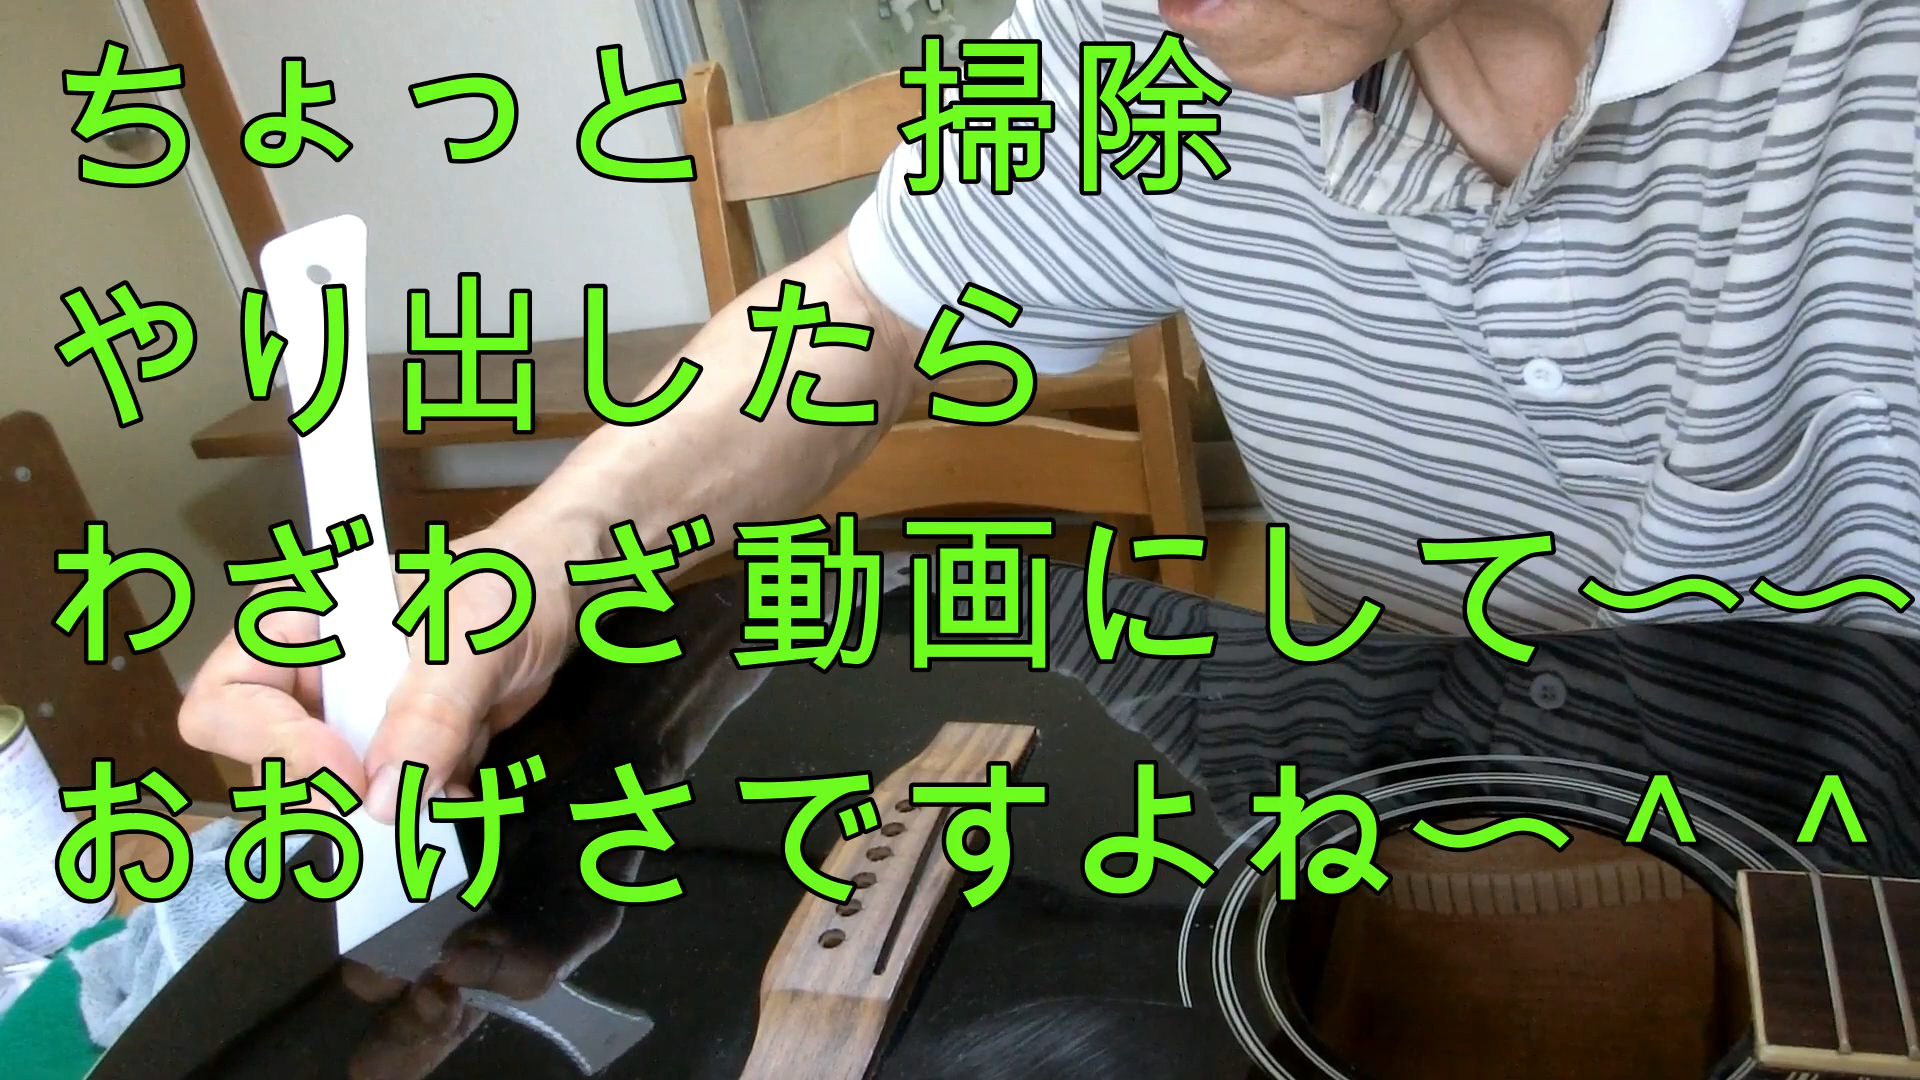 ちょっと　掃除
やり出したら
わざわざ動画にして〜〜
おおげさですよね〜＾＾